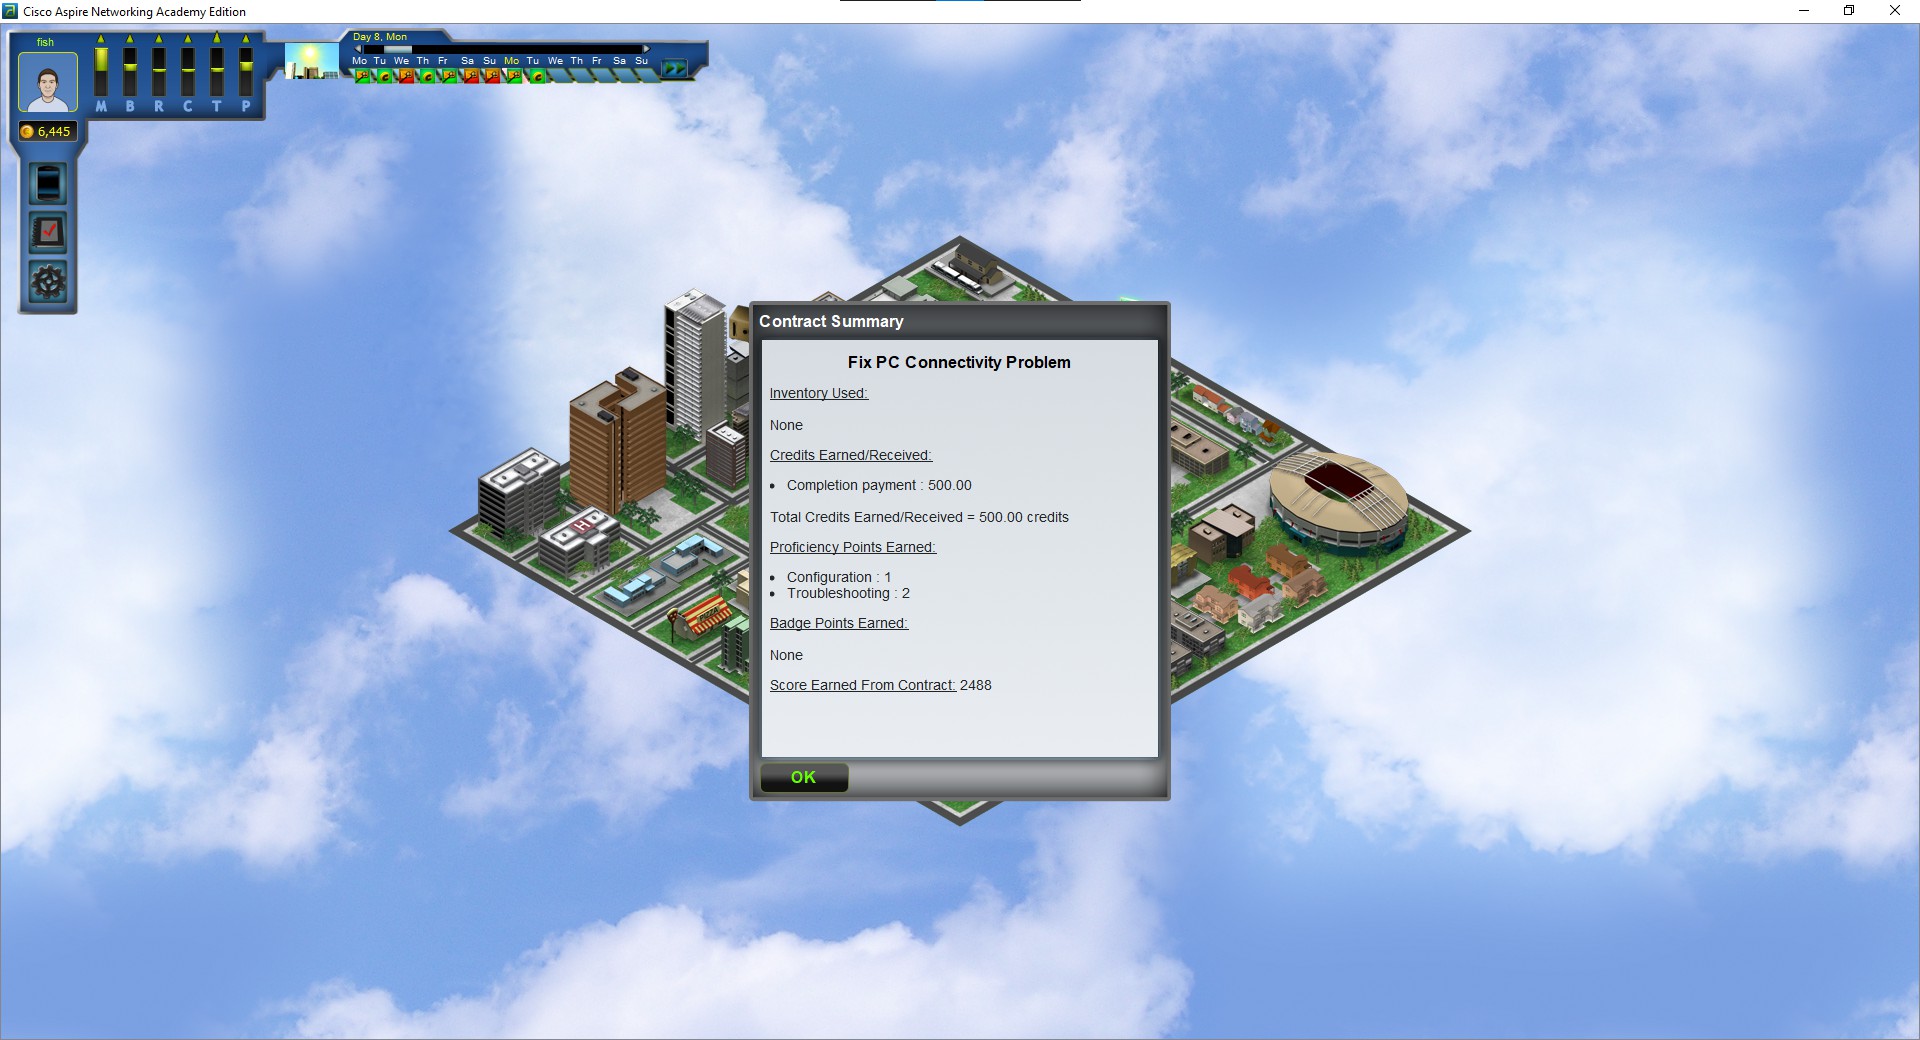 Cisco Aspire Networking Academy Edition
fish
Day 8, Mon
Mo Tu We Th Fr Sa Su Mo Tu We Th Fr Sa Su
M B R C T P
6,445
Contract Summary
Fix PC Connectivity Problem
Inventory Used:
None
Credits Earned/Received:
• Completion payment : 500.00
Total Credits Earned/Received = 500.00 credits
Proficiency Points Earned:
• Configuration : 1
• Troubleshooting : 2
Badge Points Earned:
None
Score Earned From Contract: 2488
OK
H
PIZZA